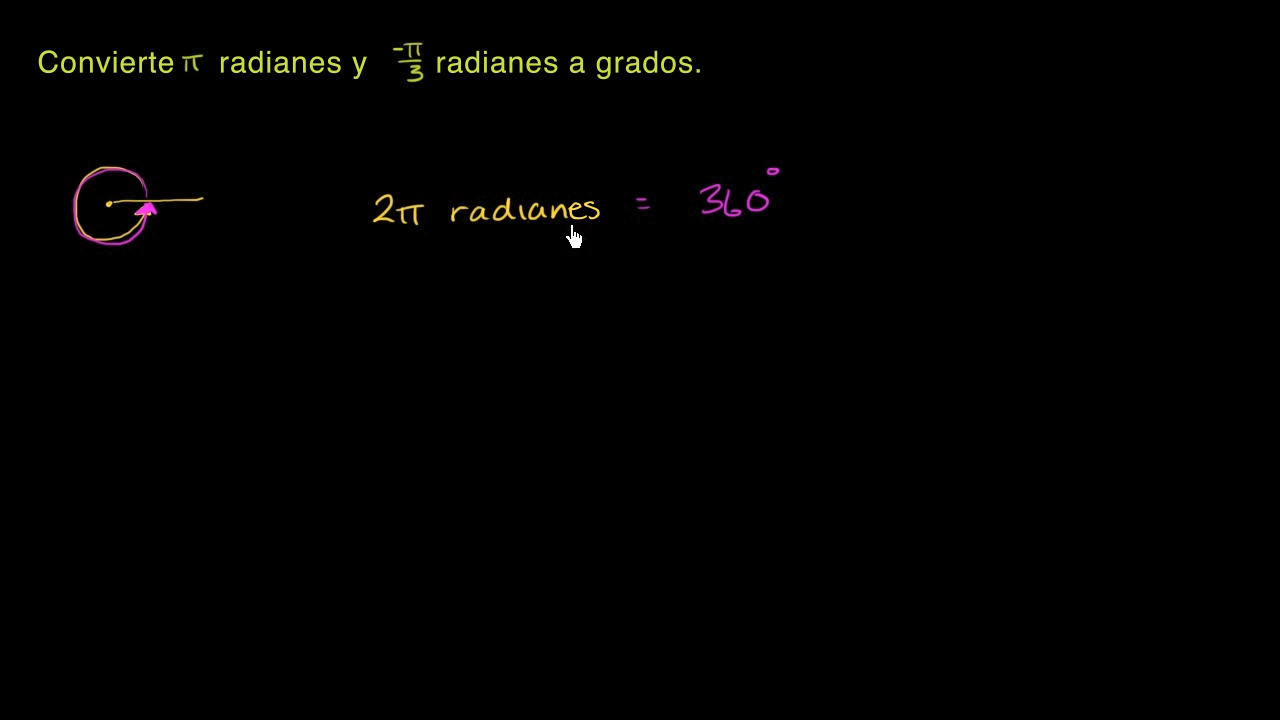 Convierte π radianes y -π/3 radianes a grados.
2π radianes = 360°